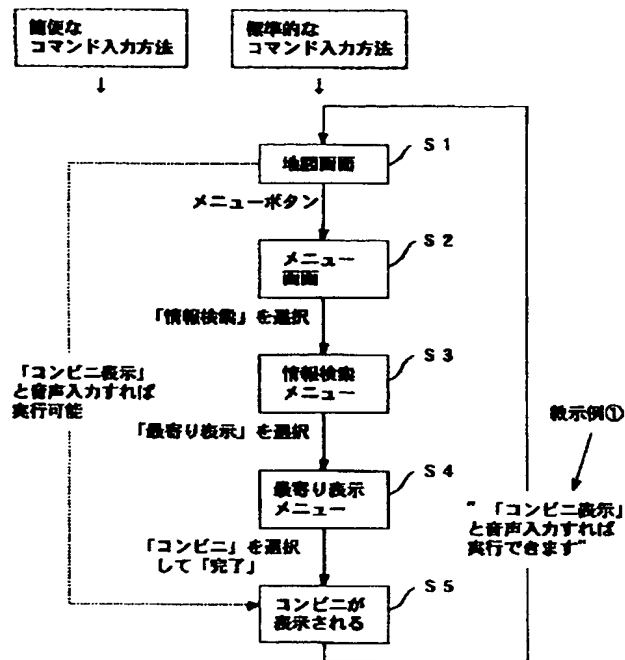 簡便な
コマンド入力方法
標準的な
コマンド入力方法
↓
↓
地図画面
S1
メニューボタン
メニュー
画面
S2
「情報検索」を選択
情報検索
メニュー
S3
「コンビニ表示」
と音声入力すれば
実行可能
「最寄り表示」を選択
教示例①
最寄り表示
メニュー
S4
"「コンビニ表示」
と音声入力すれば
実行できます"
「コンビニ」を選択
して「完了」
コンビニが
表示される
S5